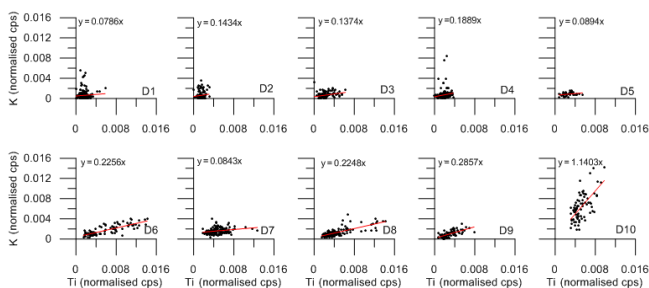 K (normalised cps)
0.016
0.012
0.008
0.004
0
y = 0.0786x
D1
0 0.008 0.016
y = 0.1434x
D2
0 0.008 0.016
y = 0.1374x
D3
0 0.008 0.016
y =0.1889x
D4
0 0.008 0.016
y = 0.0894x
D5
0 0.008 0.016
K (normalised cps)
0.016
0.012
0.008
0.004
0
y = 0.2256x
D6
0 0.008 0.016
Ti (normalised cps)
y = 0.0843x
D7
0 0.008 0.016
Ti (normalised cps)
y = 0.2248x
D8
0 0.008 0.016
Ti (normalised cps)
y = 0.2857x
D9
0 0.008 0.016
Ti (normalised cps)
y = 1.1403x
D10
0 0.008 0.016
Ti (normalised cps)